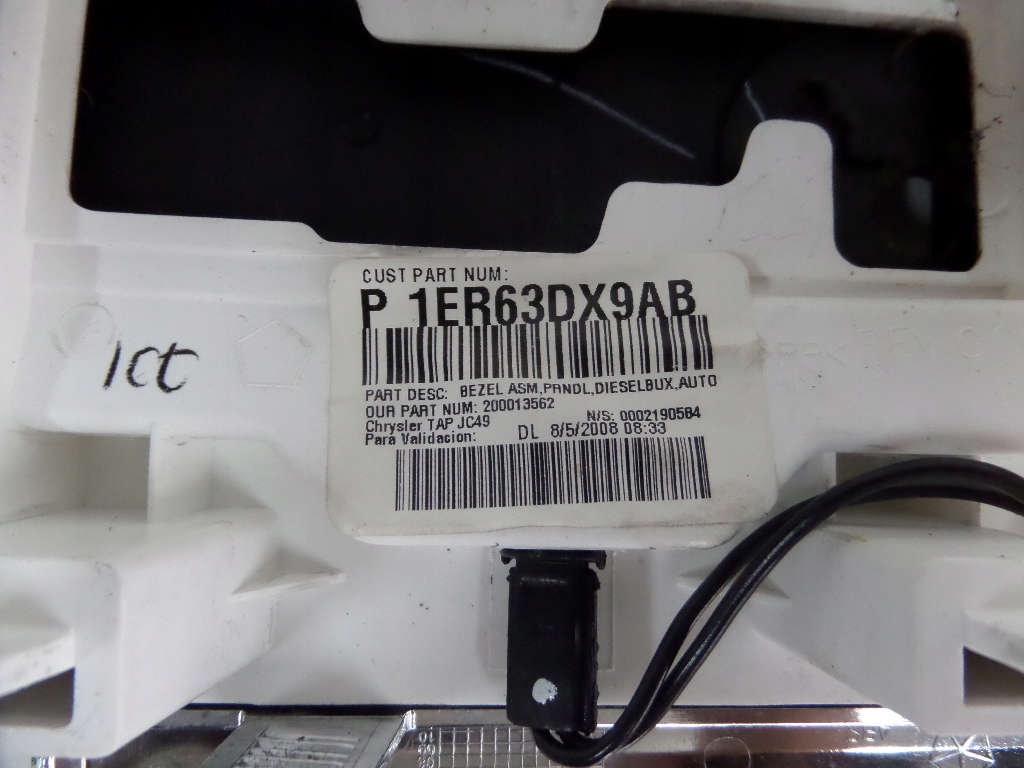 CUST PART NUM:
P 1ER63DX9AB
PART DESC: BEZEL ASM,PRNDL,DIESELBUX,AUTO
OUR PART NUM: 200013562
Chrysler TAP JC49 N/S: 0002190584
Para Validacion: DL 8/5/2008 08:33